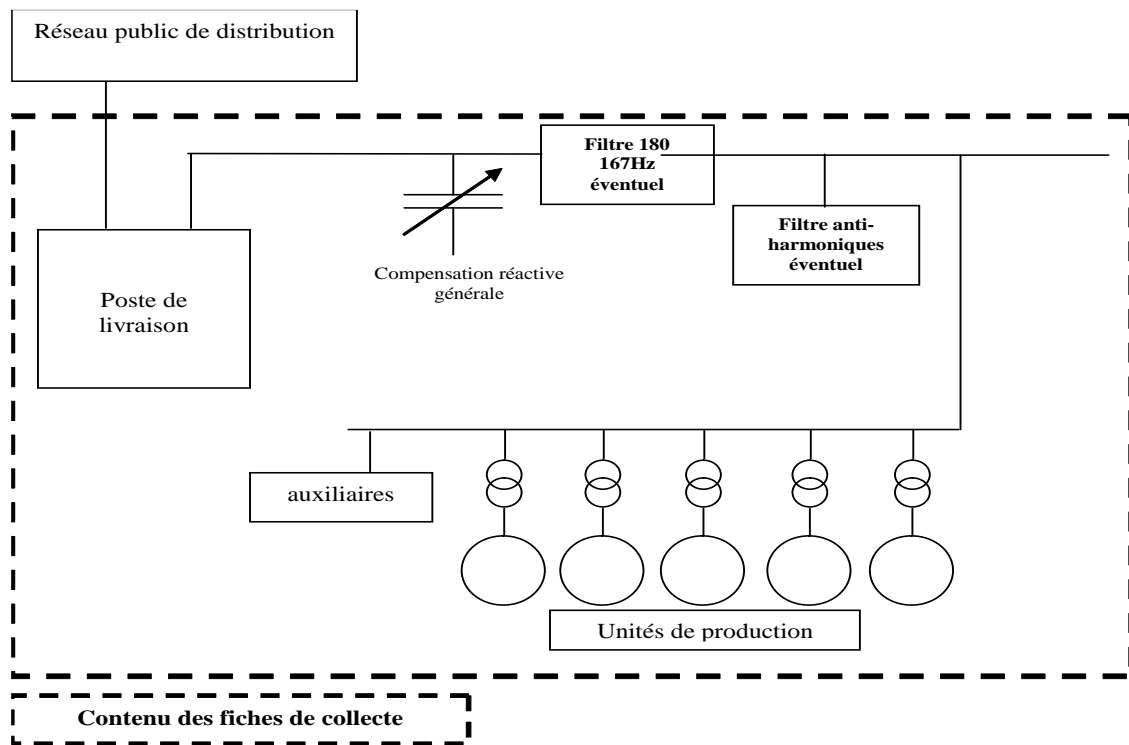 Réseau public de distribution
Filtre 180
167Hz
éventuel
Filtre anti-
harmoniques
éventuel
Compensation réactive
générale
Poste de
livraison
auxiliaires
Unités de production
Contenu des fiches de collecte